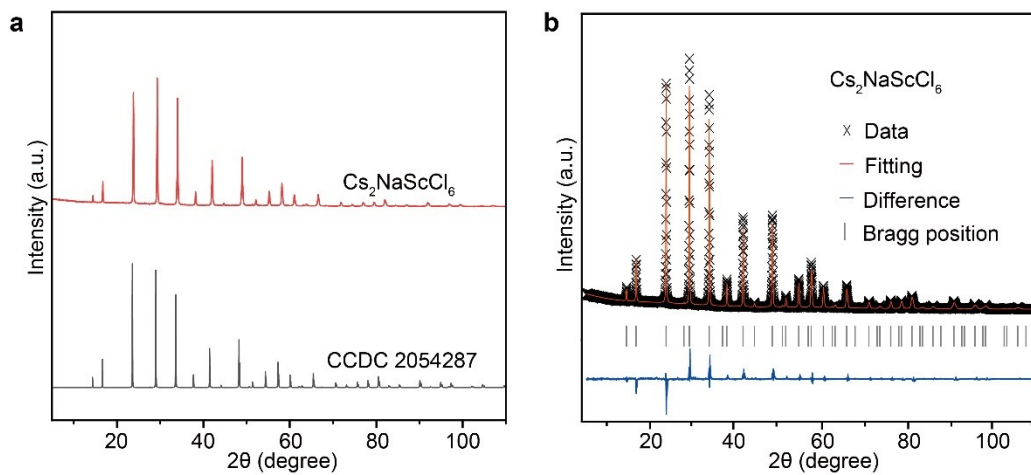 a
Intensity (a.u.)
Cs₂NaScCl₆
CCDC 2054287
20 40 60 80 100
2θ (degree)
b
Intensity (a.u.)
Cs₂NaScCl₆
Data
Fitting
Difference
Bragg position
20 40 60 80 100
2θ (degree)